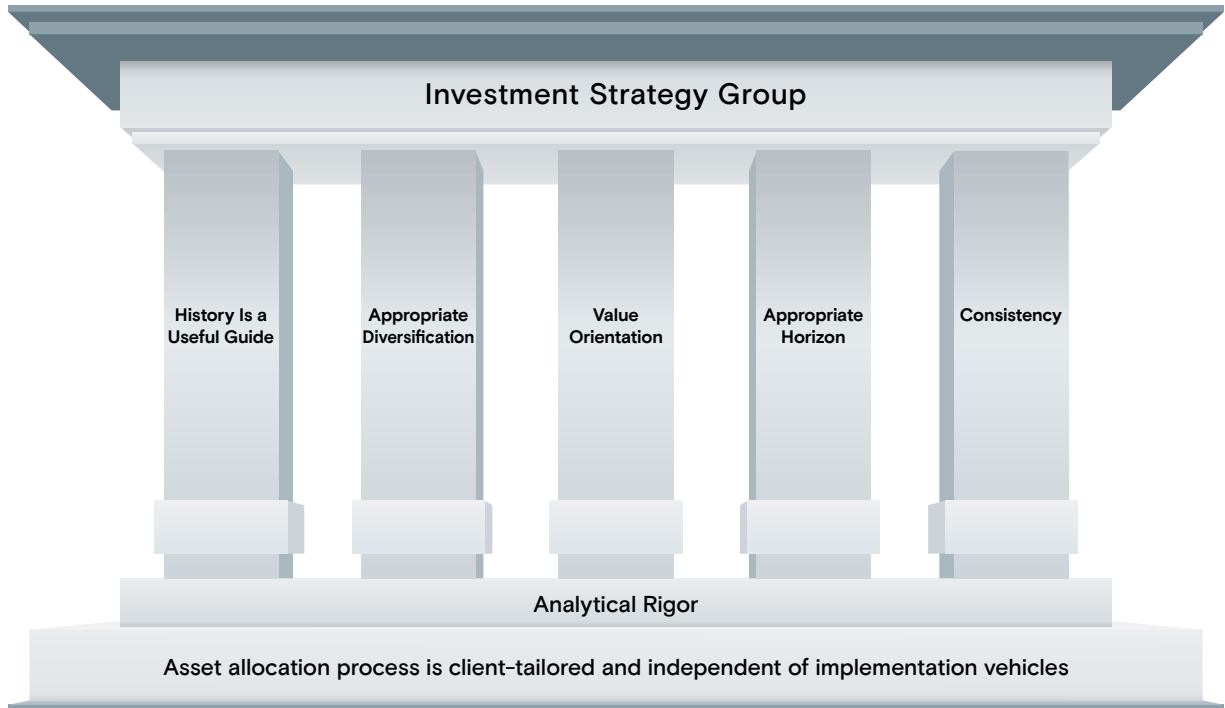 Investment Strategy Group
History Is a
Useful Guide
Appropriate
Diversification
Value
Orientation
Appropriate
Horizon
Consistency
Analytical Rigor
Asset allocation process is client-tailored and independent of implementation vehicles